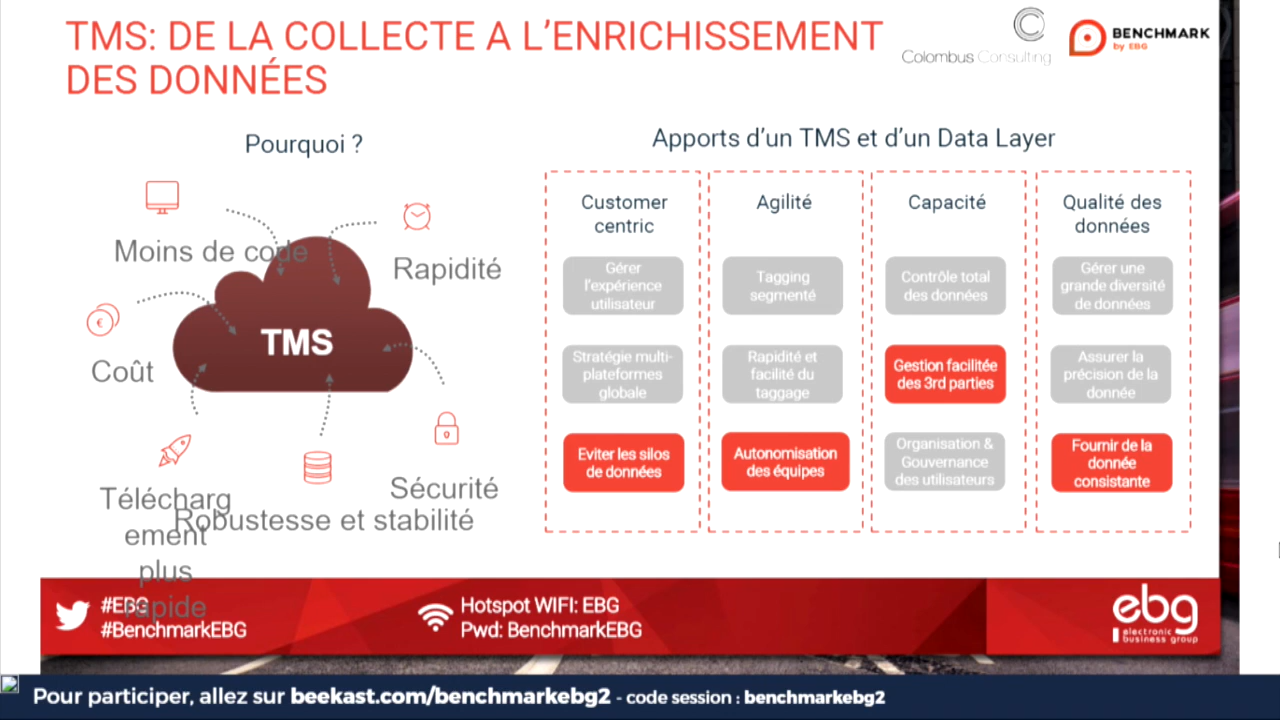 TMS: DE LA COLLECTE A L'ENRICHISSEMENT
DES DONNÉES
Colombus Consulting
BENCHMARK
by EBG
Pourquoi ?
Moins de code
Rapidité
Coût
TMS
Télécharg
ement
plus
rapide
Robustesse et stabilité
Sécurité
Apports d'un TMS et d'un Data Layer
Customer
centric
Gérer
l'expérience
utilisateur
Stratégie multi-
plateformes
globale
Eviter les silos
de données
Agilité
Tagging
segmenté
Rapidité et
facilité du
taggage
Autonomisation
des équipes
Capacité
Contrôle total
des données
Gestion facilitée
des 3rd parties
Organisation &
Gouvernance
des utilisateurs
Qualité des
données
Gérer une
grande diversité
de données
Assurer la
précision de la
donnée
Fournir de la
donnée
consistante
#EBG
#BenchmarkEBG
Hotspot WIFI: EBG
Pwd: BenchmarkEBG
ebg
electronic
business group
Pour participer, allez sur beekast.com/benchmarkebg2 - code session : benchmarkebg2